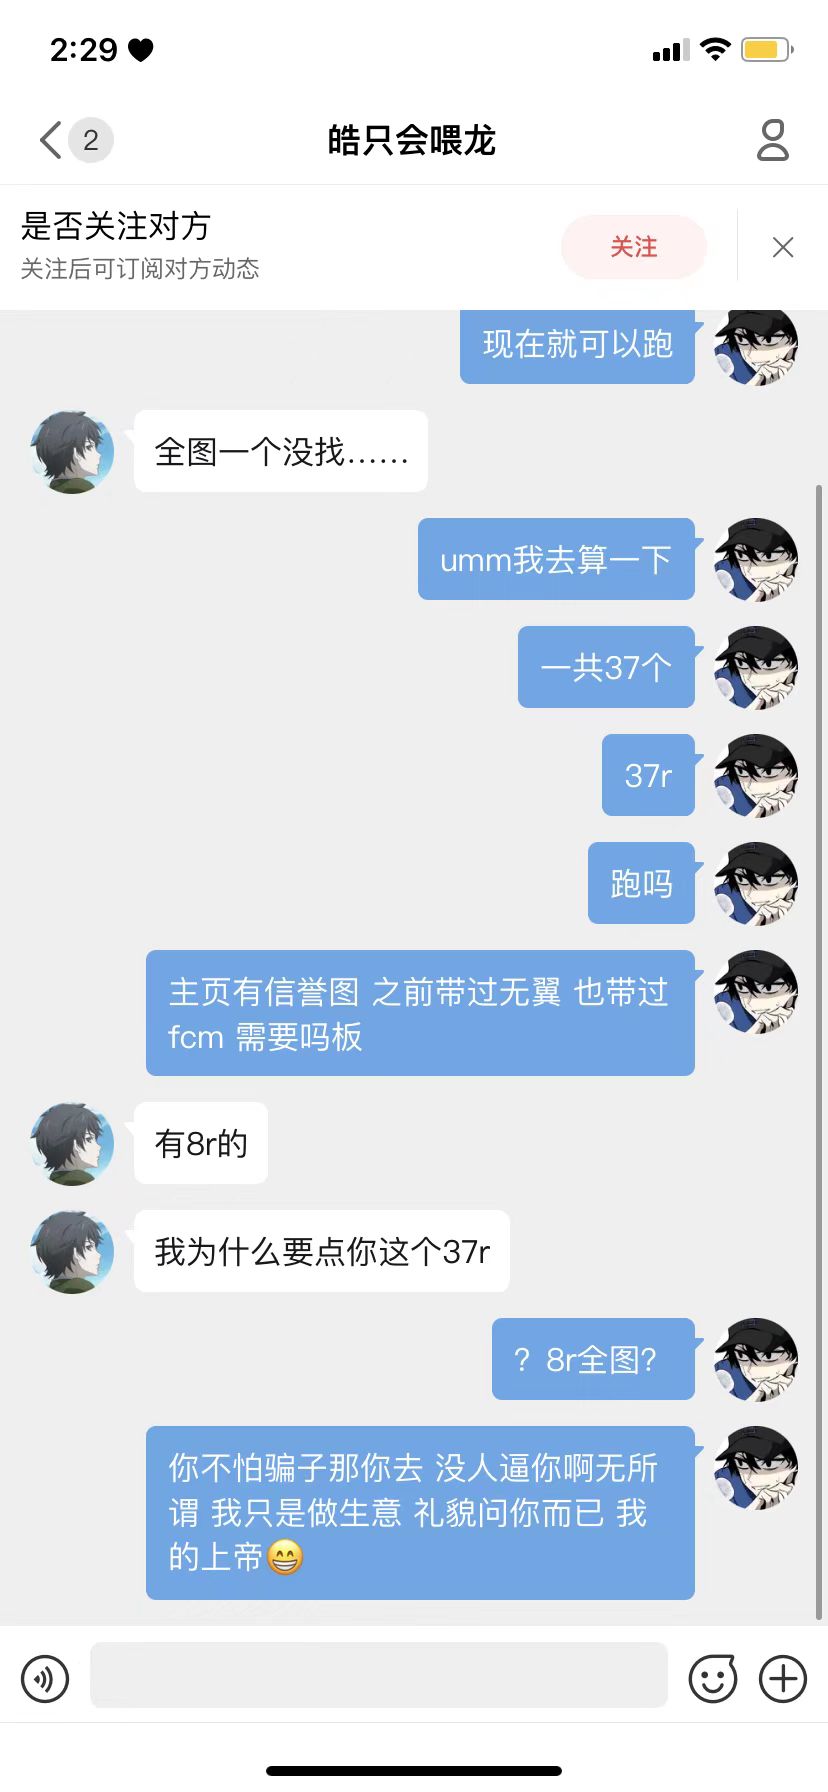 2:29
2
皓只会喂龙
是否关注对方
关注后可订阅对方动态
关注
现在就可以跑
全图一个没找……
umm我去算一下
一共37个
37r
跑吗
主页有信誉图 之前带过无翼 也带过
fcm 需要吗板
有8r的
我为什么要点你这个37r
？8r全图?
你不怕骗子那你去 没人逼你啊无所
谓 我只是做生意 礼貌问你而已 我
的上帝😁